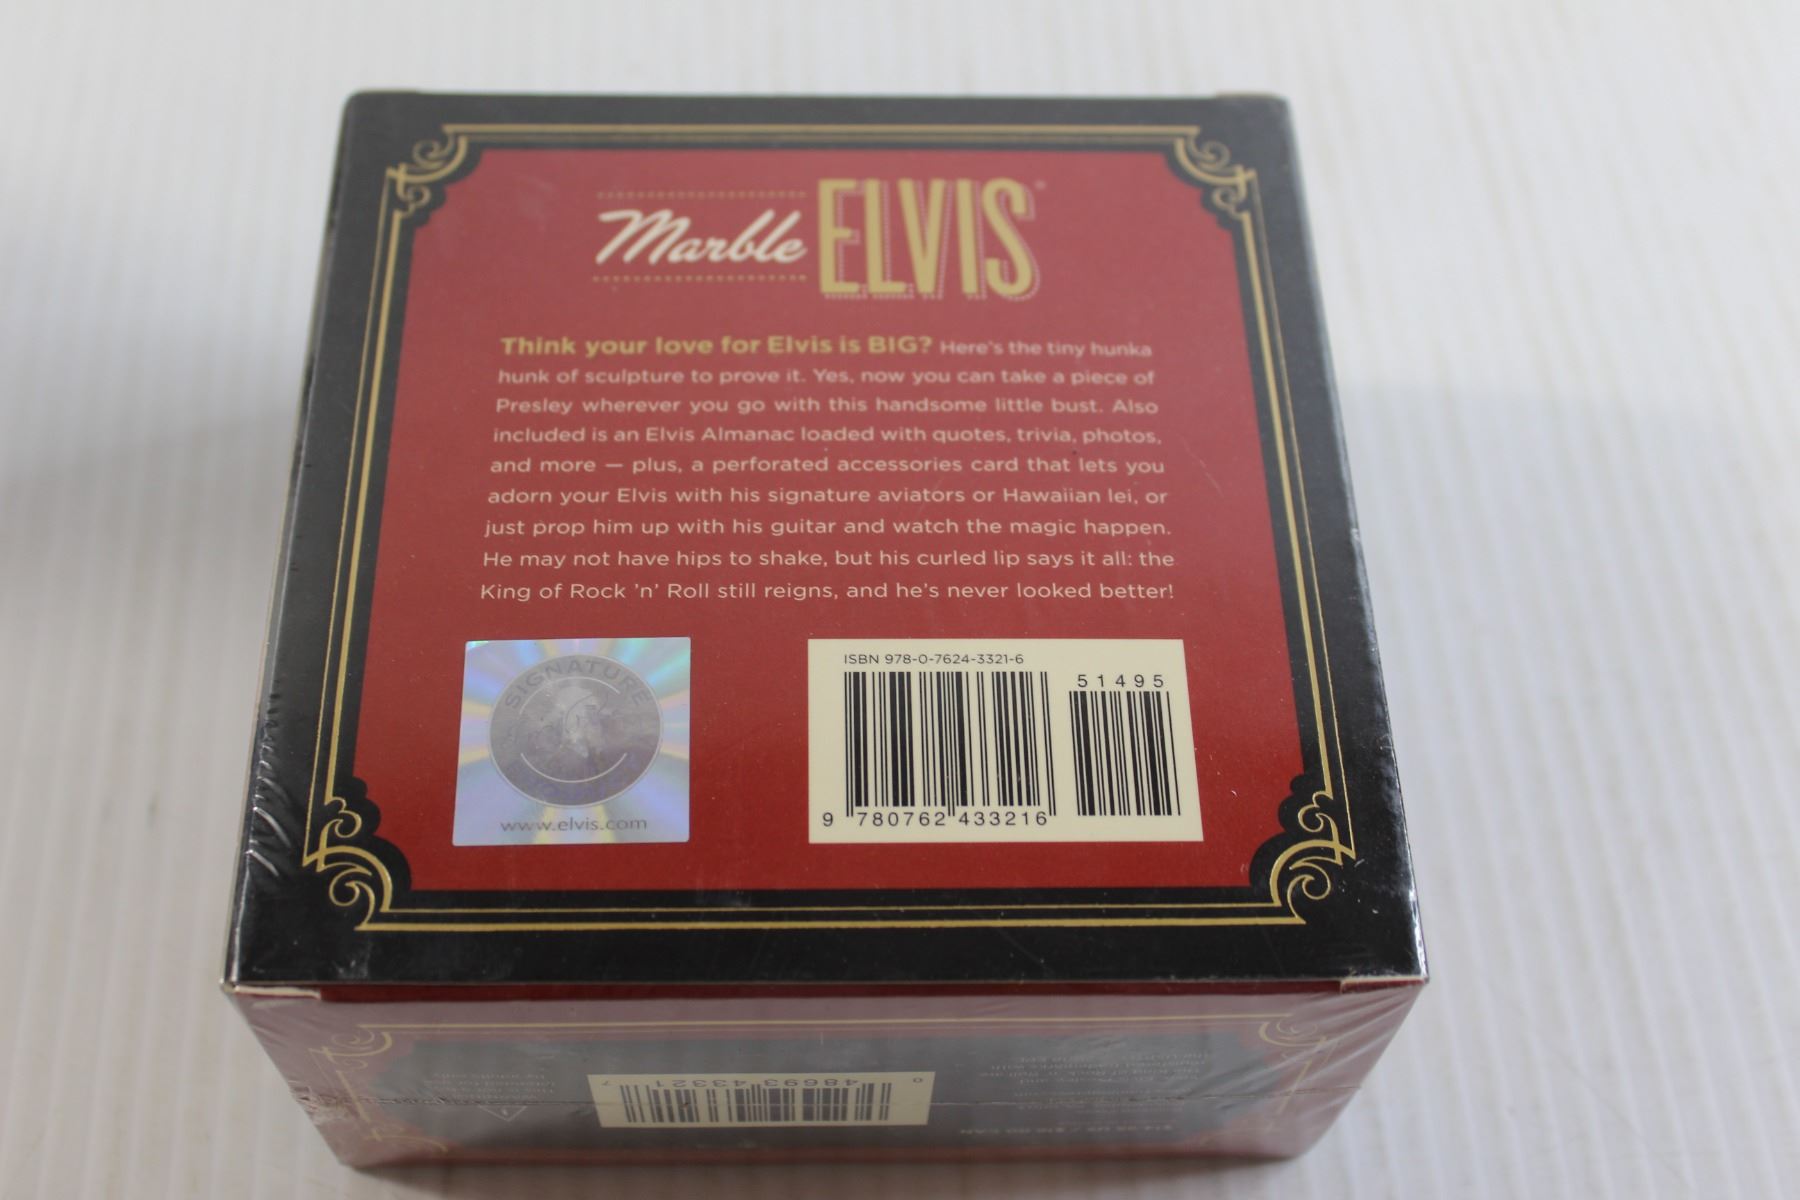 Marble ELVIS
Think your love for Elvis is BIG? Here's the tiny hunka
hunk of sculpture to prove it. Yes, now you can take a piece of
Presley wherever you go with this handsome little bust. Also
included is an Elvis Almanac loaded with quotes, trivia, photos,
and more — plus, a perforated accessories card that lets you
adorn your Elvis with his signature aviators or Hawaiian lei, or
just prop him up with his guitar and watch the magic happen.
He may not have hips to shake, but his curled lip says it all: the
King of Rock 'n' Roll still reigns, and he's never looked better!
SIGNATURE
www.elvis.com
ISBN 978-0-7624-3321-6
51495
9 780762 433216
0 48693 43321 7